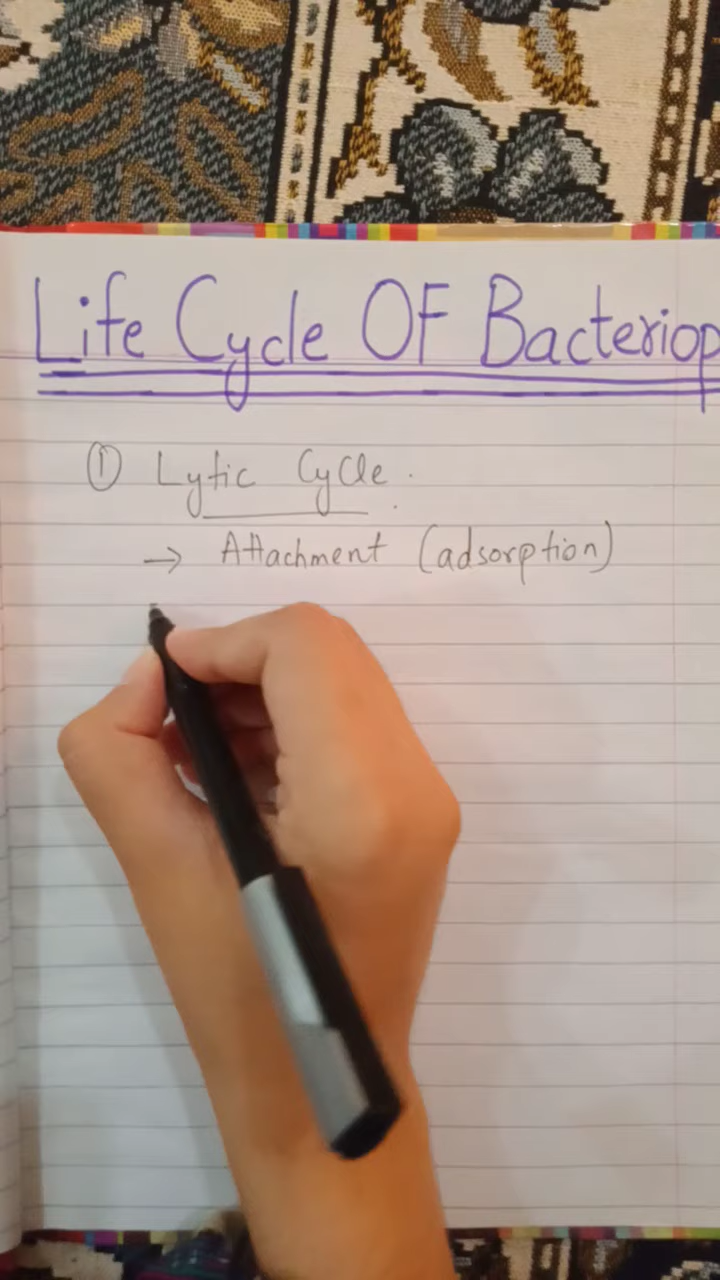 Life Cycle OF Bacteriop
① Lytic Cycle.
→ Attachment (adsorption)